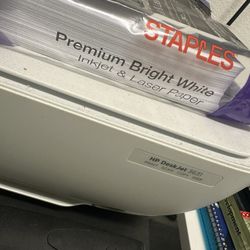 STAPLES
Premium Bright White
Inkjet & Laser Paper
HP DeskJet